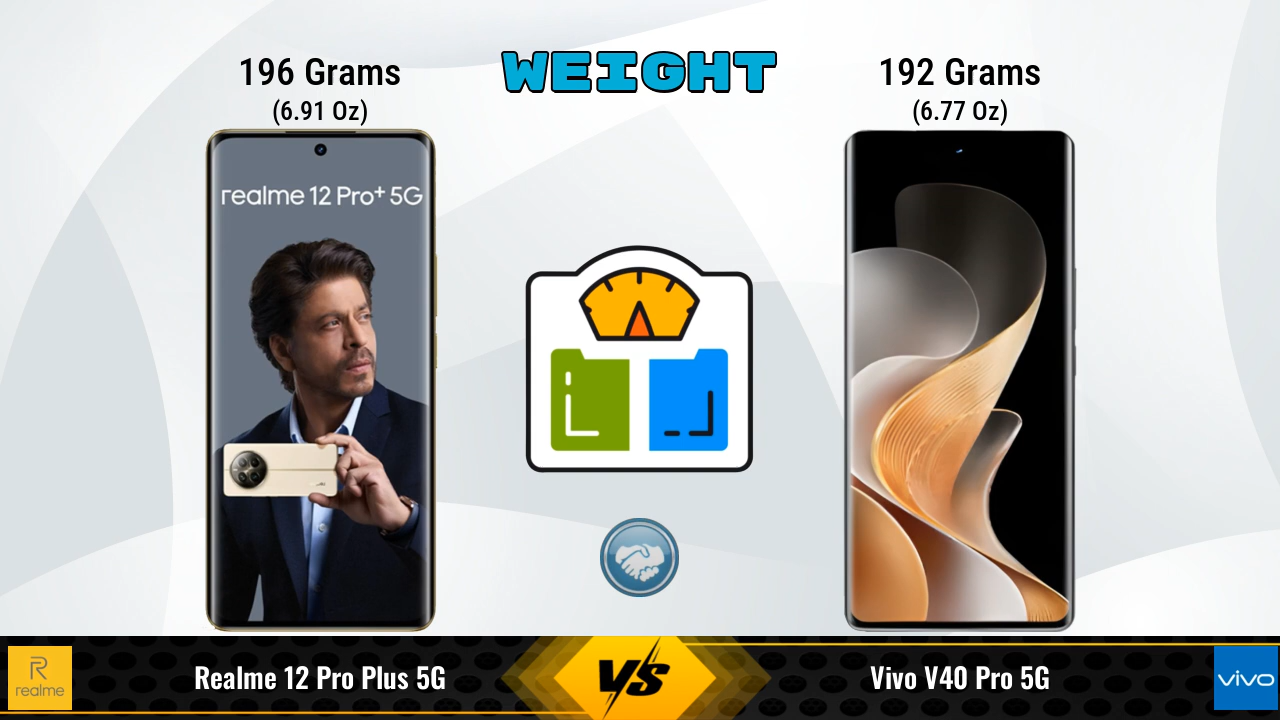 WEIGHT
196 Grams
(6.91 Oz)
192 Grams
(6.77 Oz)
realme 12 Pro+ 5G
R
realme
Realme 12 Pro Plus 5G
VS
Vivo V40 Pro 5G
vivo